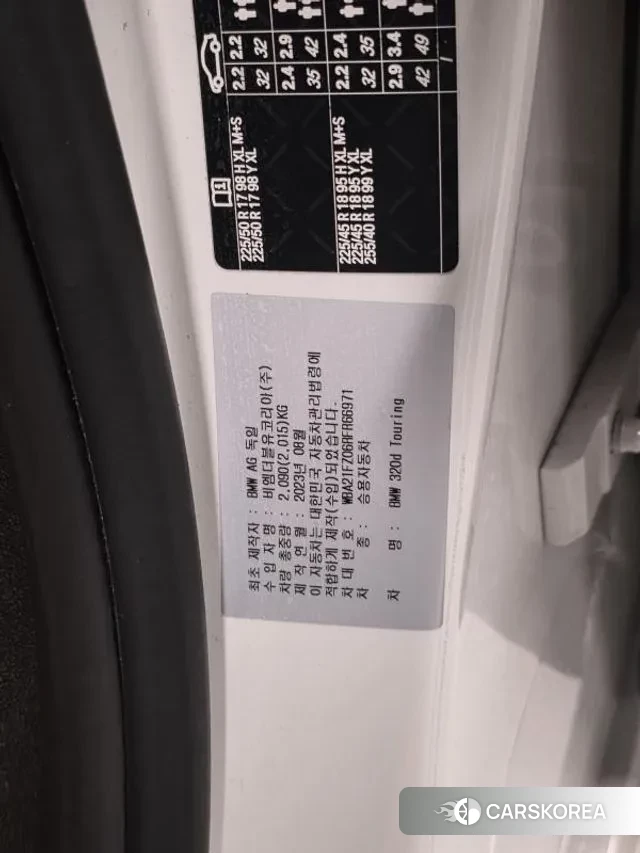 2.2 2.2
32 32
2.4 2.9
35 42
2.2 2.4
32 35
2.9 3.4
42 49
/
1
225/50 R 17 98 H XL M+S
225/50 R 17 98 Y XL
225/45 R 18 95 H XL M+S
225/45 R 18 95 Y XL
255/40 R 18 99 Y XL
최초 제작자 : BMW AG 독일
수 입 자 명 : 비엠더블유코리아(주)
차량 총중량 : 2,090(2,015)KG
제 작 연 월 : 2023년 08월
이 자동차는 대한민국 자동차관리법령에
적합하게 제작(수입)되었습니다.
차 대 번 호 : WBA21FZ06RFR66971
차 종 : 승용자동차
차 명 : BMW 320d Touring
CARSKOREA